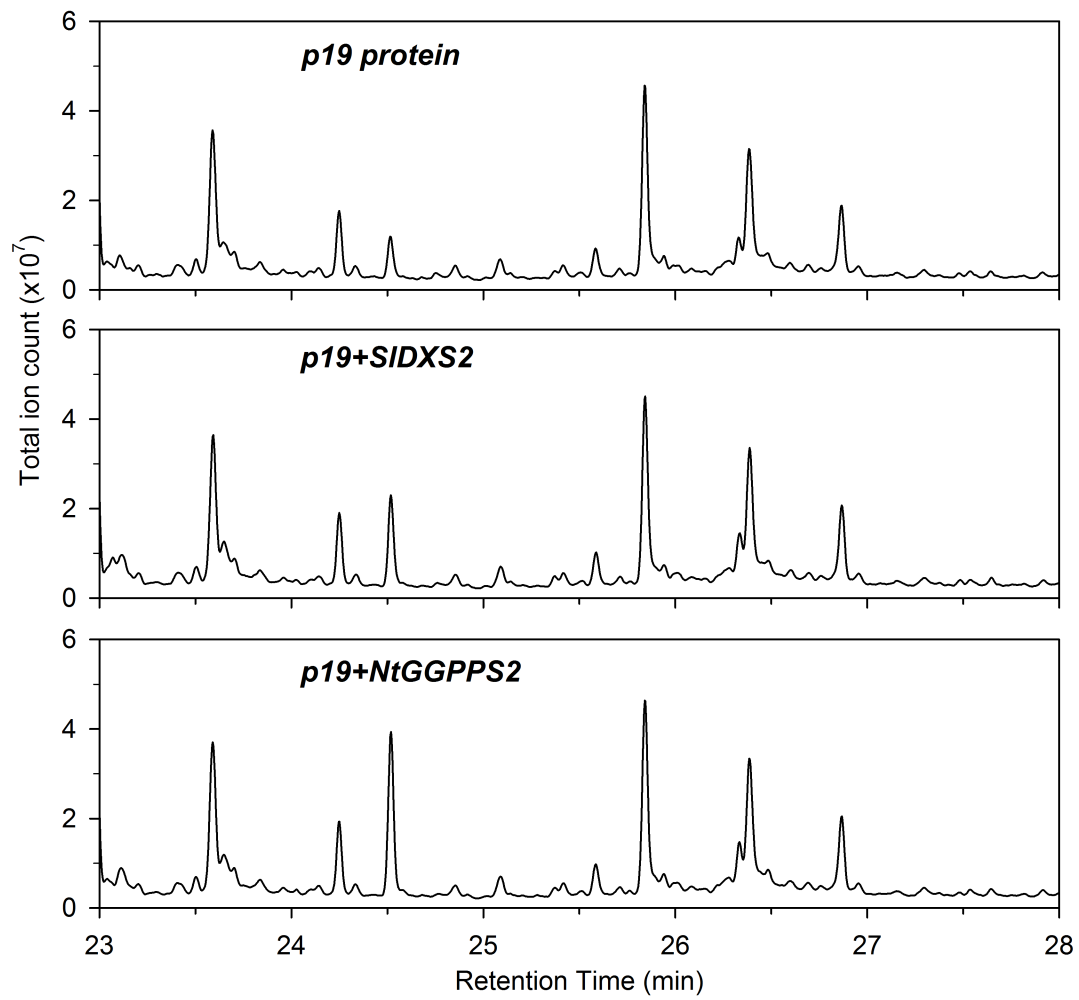 6
p19 protein
4
2
0
6
p19+SlDXS2
4
2
0
Total ion count (x10⁷)
6
p19+NtGGPPS2
4
2
0
23 24 25 26 27 28
Retention Time (min)